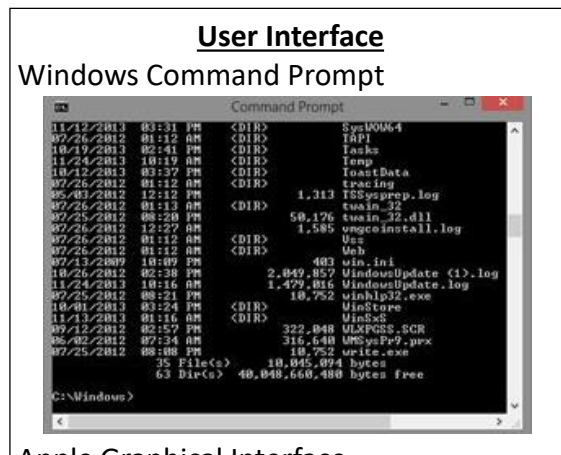 User Interface
Windows Command Prompt
Command Prompt
11/12/2013 03:31 PM <DIR> SysWOW64
07/26/2012 01:12 AM <DIR> TAPI
10/19/2013 02:41 PM <DIR> Tasks
11/24/2013 10:19 AM <DIR> Temp
10/12/2013 03:37 PM <DIR> ToastData
07/26/2012 01:12 AM <DIR> tracing
05/03/2012 12:12 PM 1,313 TSSysprep.log
07/26/2012 01:13 AM <DIR> twain_32
07/25/2012 08:20 PM 50,176 twain_32.dll
07/26/2012 12:27 AM 1,585 vmgcoinstall.log
07/26/2012 01:12 AM <DIR> Vss
07/26/2012 01:12 AM <DIR> Web
07/13/2009 10:09 PM 403 win.ini
10/26/2012 02:38 PM 2,049,857 WindowsUpdate (1).log
11/24/2013 10:16 AM 1,479,016 WindowsUpdate.log
07/25/2012 08:21 PM 10,752 winhlp32.exe
10/01/2013 03:24 PM <DIR> WinStore
11/13/2013 01:16 AM <DIR> WinSxS
09/12/2012 02:57 PM 322,048 WLXPGSS.SCR
06/02/2012 07:34 AM 316,640 WMSysPr9.prx
07/25/2012 08:08 PM 10,752 write.exe
35 File(s) 10,045,094 bytes
63 Dir(s) 40,048,660,480 bytes free
C:\Windows>
Apple Graphical Interface